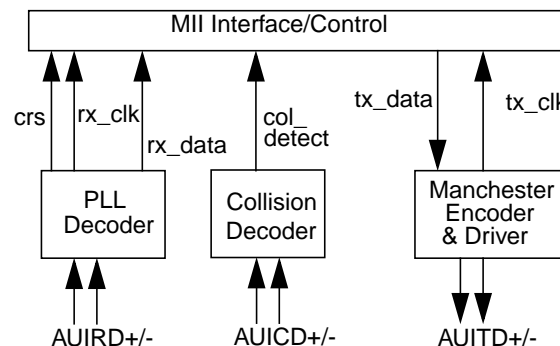 MII Interface/Control
crs
rx_clk
rx_data
col_
detect
tx_data
tx_clk
PLL
Decoder
Collision
Decoder
Manchester
Encoder
& Driver
AUIRD+/-
AUICD+/-
AUITD+/-